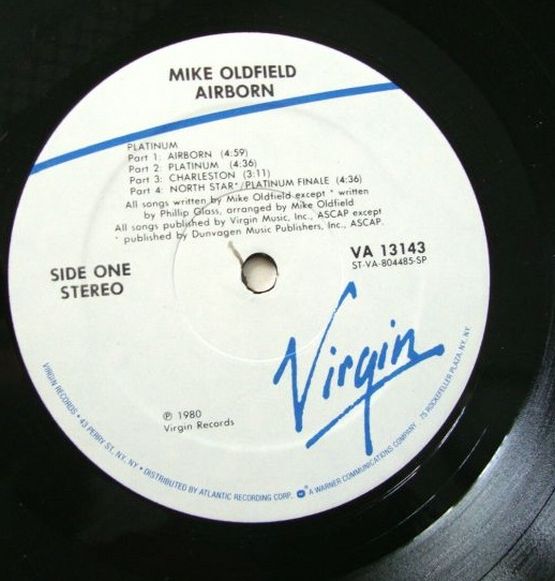 MIKE OLDFIELD
AIRBORN
PLATINUM
Part 1: AIRBORN (4:59)
Part 2: PLATINUM (4:36)
Part 3: CHARLESTON (3:11)
Part 4: NORTH STAR*/PLATINUM FINALE (4:36)
All songs written by Mike Oldfield except * written
by Phillip Glass, arranged by Mike Oldfield
All songs published by Virgin Music, Inc., ASCAP except
* published by Dunvagen Music Publishers, Inc., ASCAP.
SIDE ONE
STEREO
VA 13143
ST-VA-804485-SP
Virgin
℗ 1980
Virgin Records
VIRGIN RECORDS • 43 PERRY ST., NY, NY. • DISTRIBUTED BY ATLANTIC RECORDING CORP. A WARNER COMMUNICATIONS COMPANY 75 ROCKEFELLER PLAZA, NY, NY.